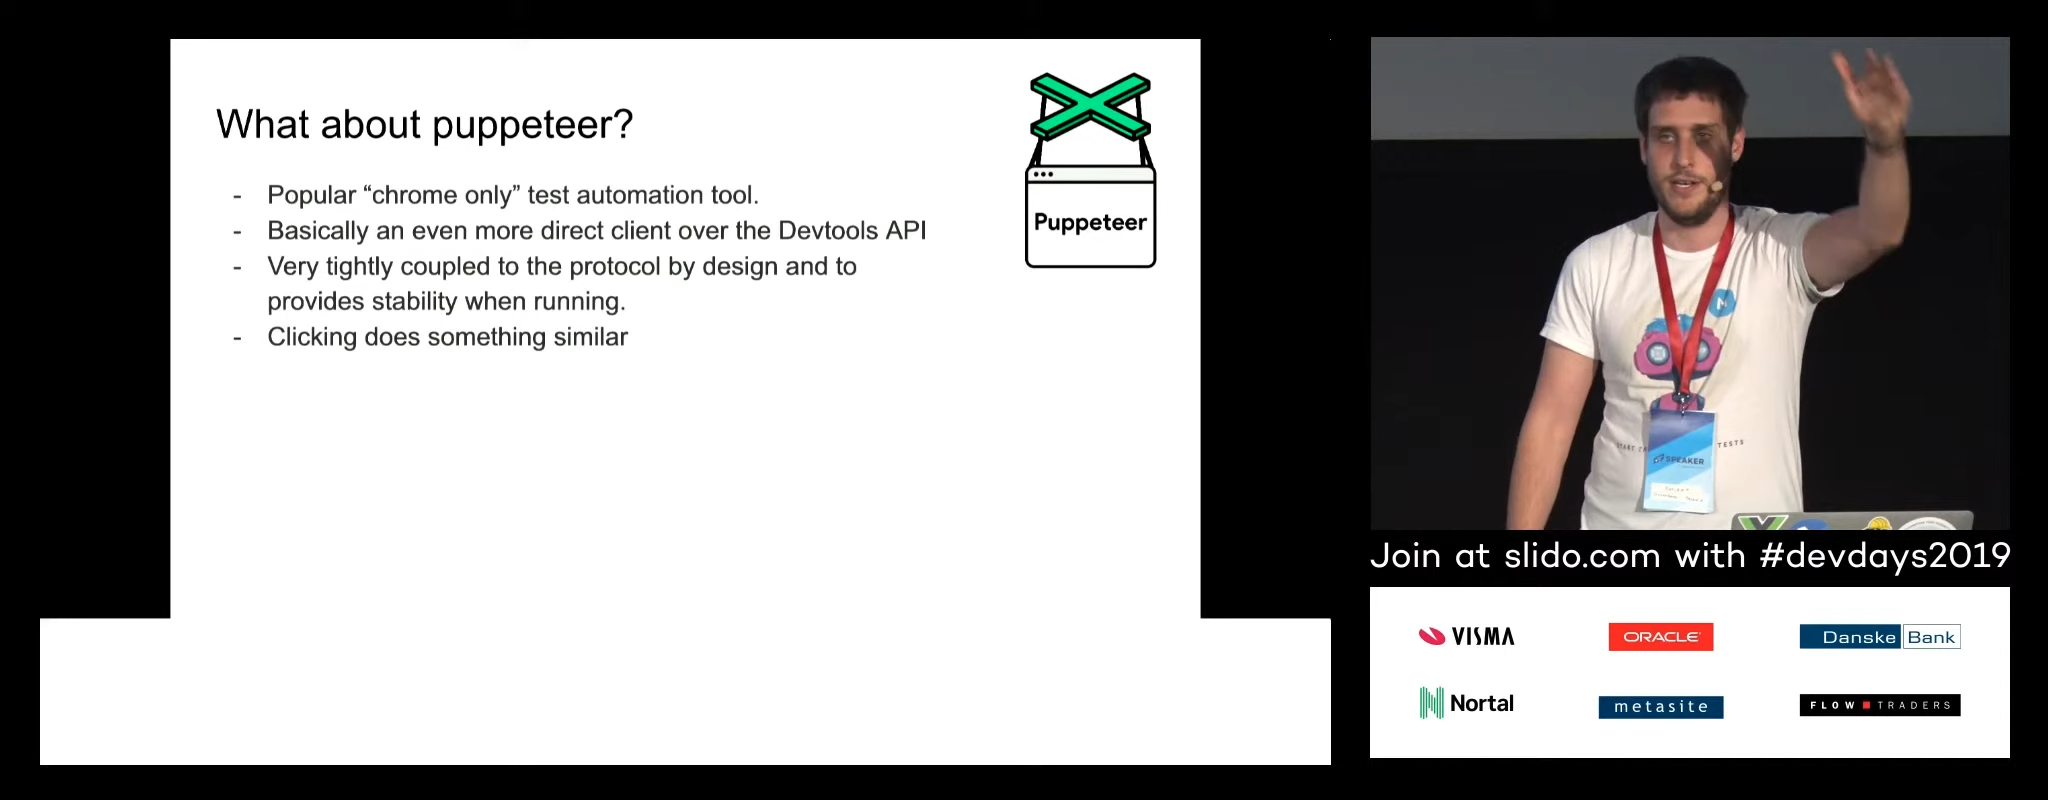 What about puppeteer?
- Popular “chrome only” test automation tool.
- Basically an even more direct client over the Devtools API
- Very tightly coupled to the protocol by design and to
provides stability when running.
- Clicking does something similar
Puppeteer
M
TESTS
SPEAKER
Join at slido.com with #devdays2019
VISMA
ORACLE
Danske Bank
Nortal
metasite
FLOW TRADERS